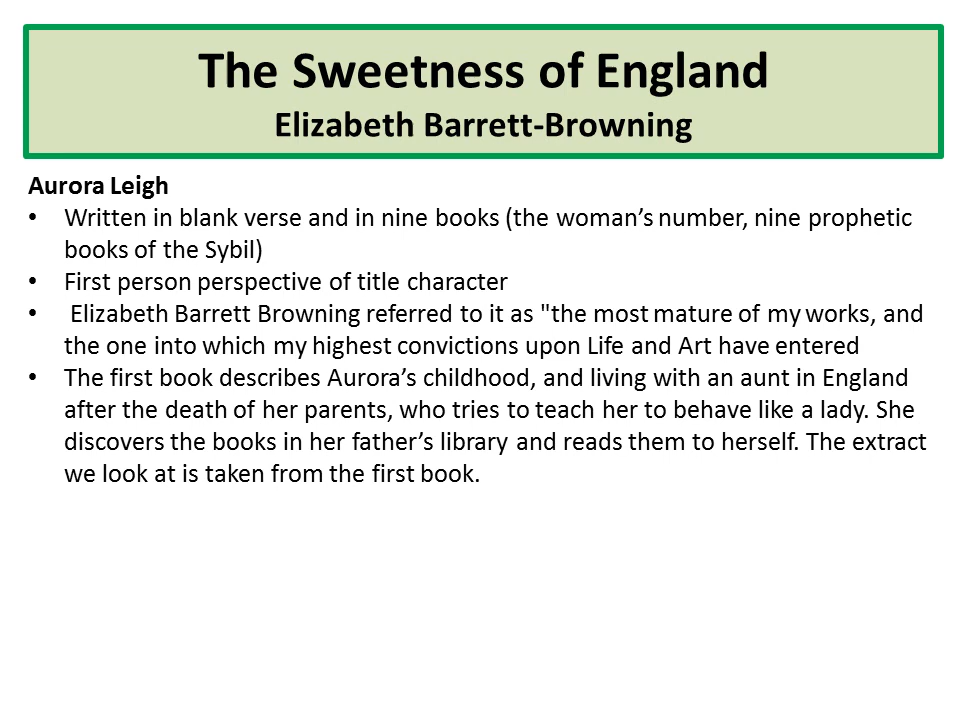 The Sweetness of England
Elizabeth Barrett-Browning
Aurora Leigh
• Written in blank verse and in nine books (the woman’s number, nine prophetic
books of the Sybil)
• First person perspective of title character
• Elizabeth Barrett Browning referred to it as "the most mature of my works, and
the one into which my highest convictions upon Life and Art have entered
• The first book describes Aurora’s childhood, and living with an aunt in England
after the death of her parents, who tries to teach her to behave like a lady. She
discovers the books in her father’s library and reads them to herself. The extract
we look at is taken from the first book.